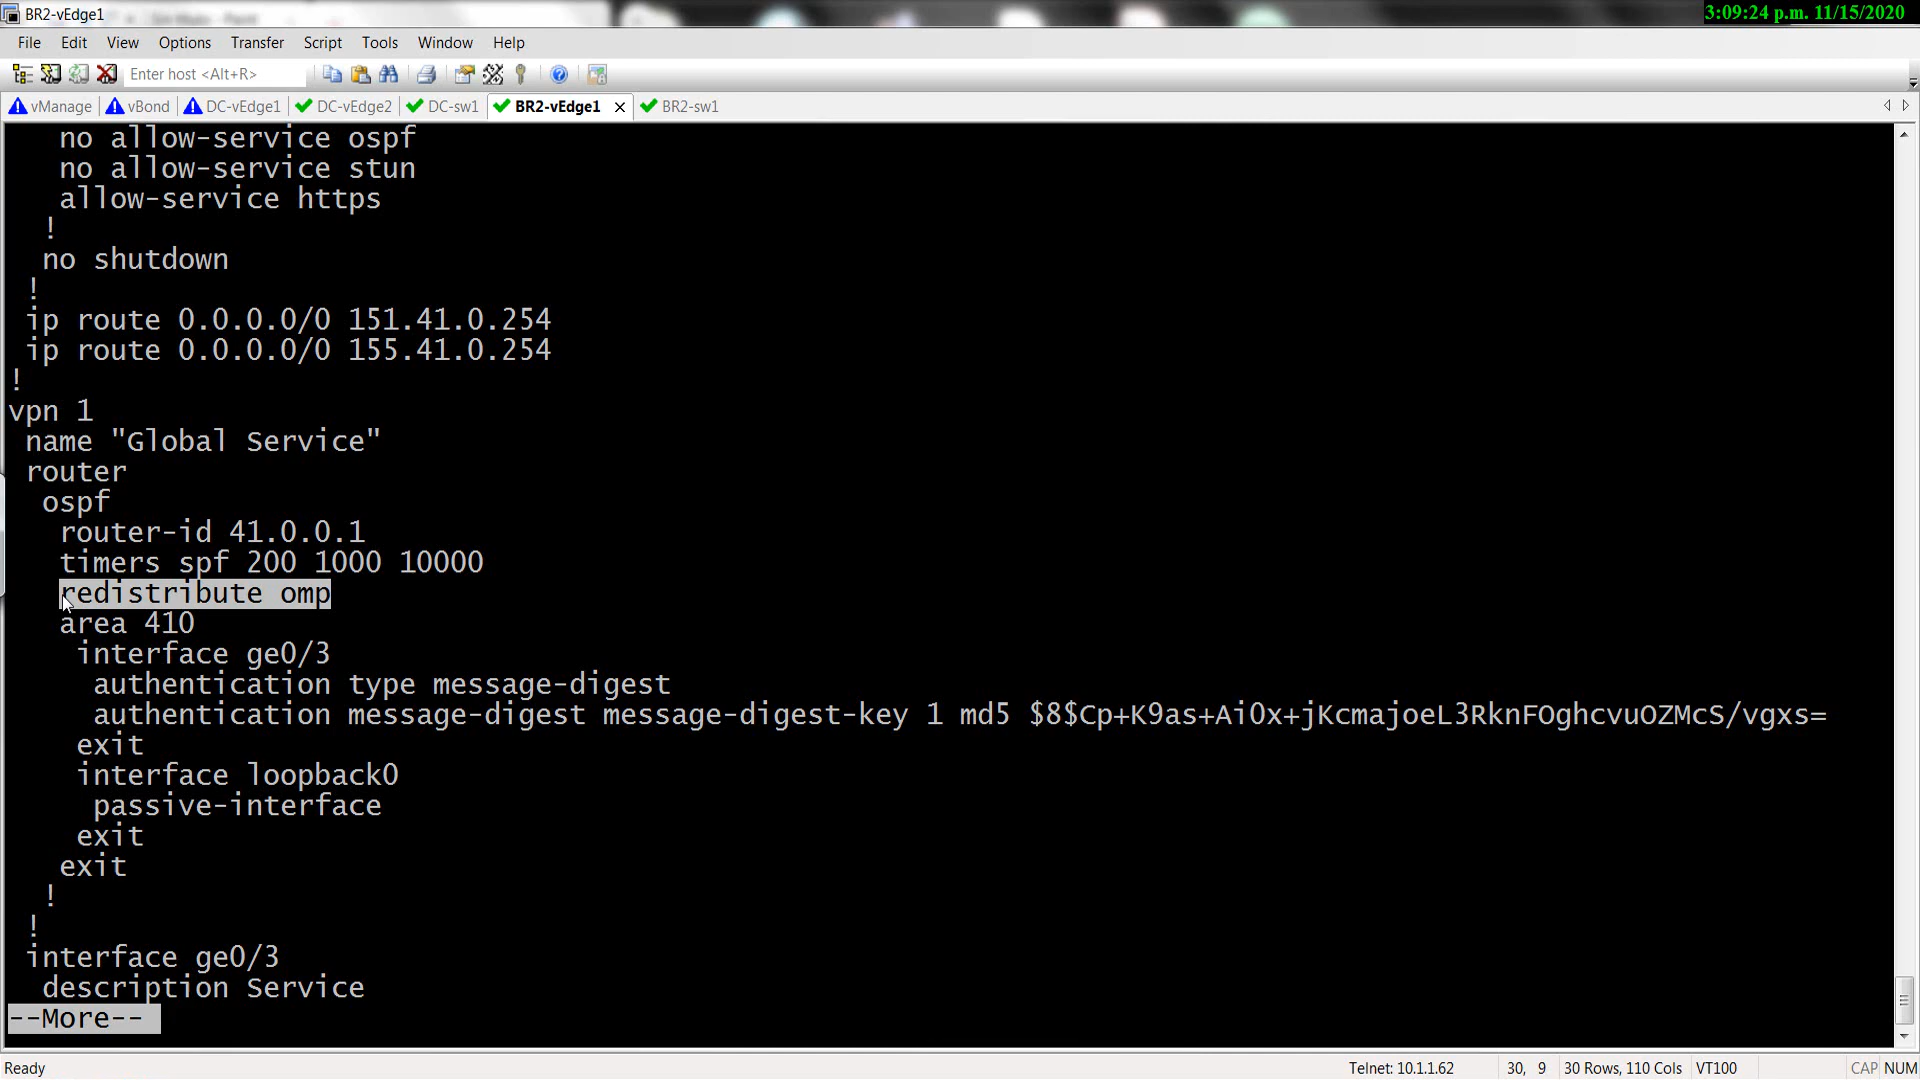 BR2-vEdge1
3:09:24 p.m. 11/15/2020
File Edit View Options Transfer Script Tools Window Help
Enter host <Alt+R>
vManage vBond DC-vEdge1 DC-vEdge2 DC-sw1 BR2-vEdge1 BR2-sw1
no allow-service ospf
no allow-service stun
allow-service https
!
no shutdown
!
ip route 0.0.0.0/0 151.41.0.254
ip route 0.0.0.0/0 155.41.0.254
!
vpn 1
name "Global Service"
router
ospf
router-id 41.0.0.1
timers spf 200 1000 10000
redistribute omp
area 410
interface ge0/3
authentication type message-digest
authentication message-digest message-digest-key 1 md5 $8$Cp+K9as+Ai0x+jKcmajoeL3RknFOghcvuOZMcS/vgxs=
exit
interface loopback0
passive-interface
exit
exit
!
!
interface ge0/3
description Service
--More--
Ready Telnet: 10.1.1.62 30, 9 30 Rows, 110 Cols VT100 CAP NUM